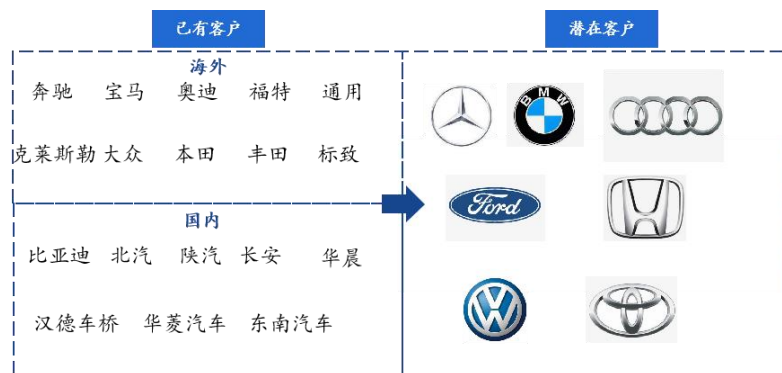 已有客户
潜在客户
海外
奔驰 宝马 奥迪 福特 通用
克莱斯勒 大众 本田 丰田 标致
国内
比亚迪 北汽 陕汽 长安 华晨
汉德车桥 华菱汽车 东南汽车
BMW
Ford